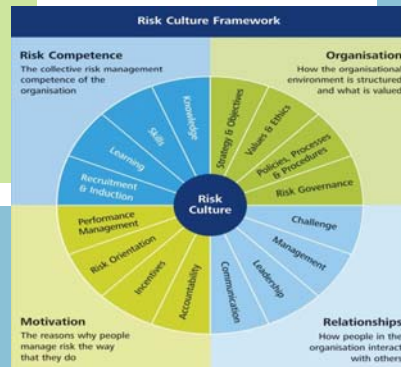 Risk Culture Framework
Risk Competence
The collective risk management
competence of the
organisation
Organisation
How the organisational
environment is structured
and what is valued
Recruitment
& Induction
Learning
Skills
Knowledge
Strategy & Objectives
Values & Ethics
Policies, Processes
& Procedures
Risk Governance
Risk
Culture
Performance
Management
Risk Orientation
Incentives
Accountability
Communication
Leadership
Management
Challenge
Motivation
The reasons why people
manage risk the way
that they do
Relationships
How people in the
organisation interact
with others